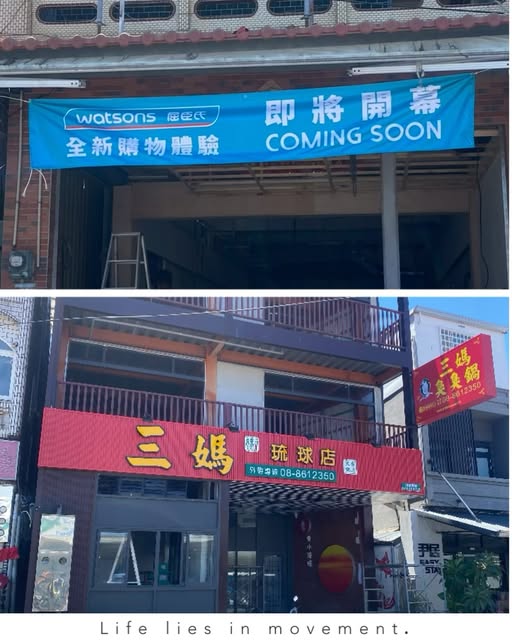 watsons 屈臣氏
全新購物體驗
即將開幕
COMING SOON
三媽
臭臭鍋
08-8612350
三媽 琉球店
外帶專線 08-8612350
EASY
STAY
Life lies in movement.